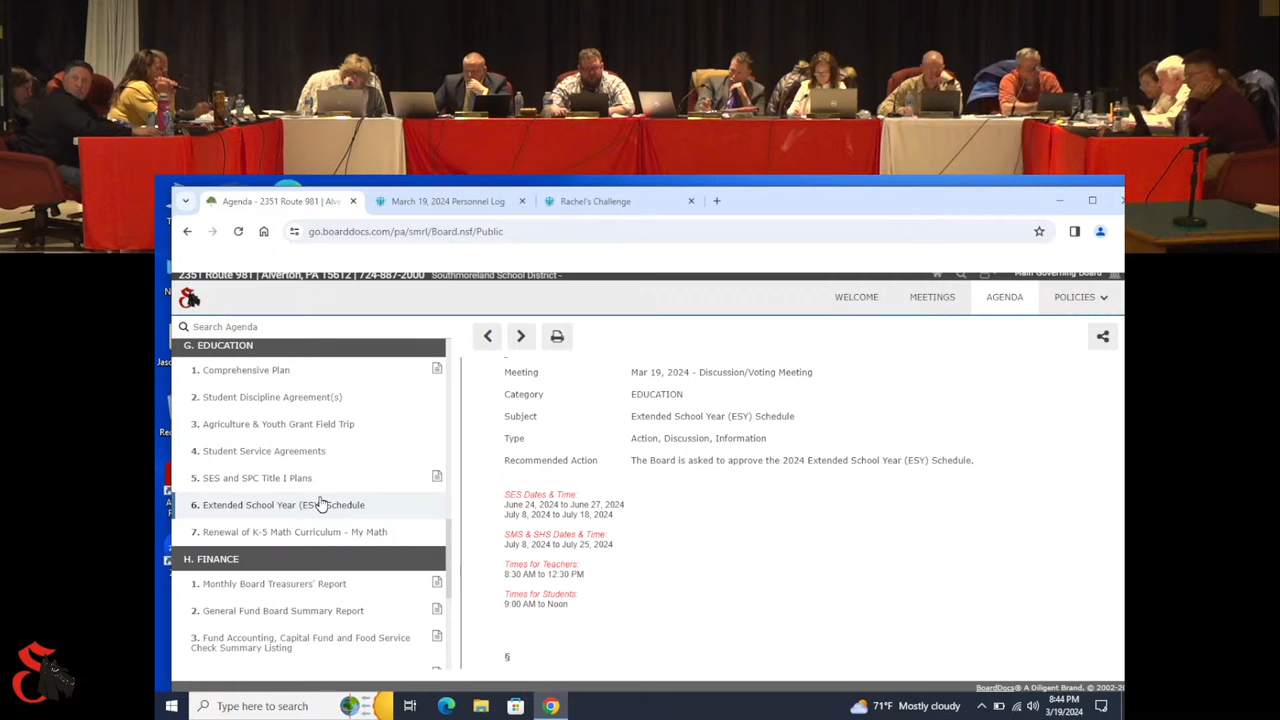 Agenda - 2351 Route 981 | Alve
March 19, 2024 Personnel Log
Rachel's Challenge
go.boarddocs.com/pa/smrl/Board.nsf/Public
2351 Route 981 | Alverton, PA 15612 | 724-887-2000 Southmoreland School District -
Main Governing Board
WELCOME
MEETINGS
AGENDA
POLICIES
Search Agenda
G. EDUCATION
1. Comprehensive Plan
2. Student Discipline Agreement(s)
3. Agriculture & Youth Grant Field Trip
4. Student Service Agreements
5. SES and SPC Title I Plans
6. Extended School Year (ESY) Schedule
7. Renewal of K-5 Math Curriculum - My Math
H. FINANCE
1. Monthly Board Treasurers' Report
2. General Fund Board Summary Report
3. Fund Accounting, Capital Fund and Food Service
Check Summary Listing
Meeting Mar 19, 2024 - Discussion/Voting Meeting
Category EDUCATION
Subject Extended School Year (ESY) Schedule
Type Action, Discussion, Information
Recommended Action The Board is asked to approve the 2024 Extended School Year (ESY) Schedule.
SES Dates & Time:
June 24, 2024 to June 27, 2024
July 8, 2024 to July 18, 2024
SMS & SHS Dates & Time:
July 8, 2024 to July 25, 2024
Times for Teachers:
8:30 AM to 12:30 PM
Times for Students:
9:00 AM to Noon
§
BoardDocs® A Diligent Brand. © 2002-2
Type here to search
71°F Mostly cloudy
8:44 PM
3/19/2024
S